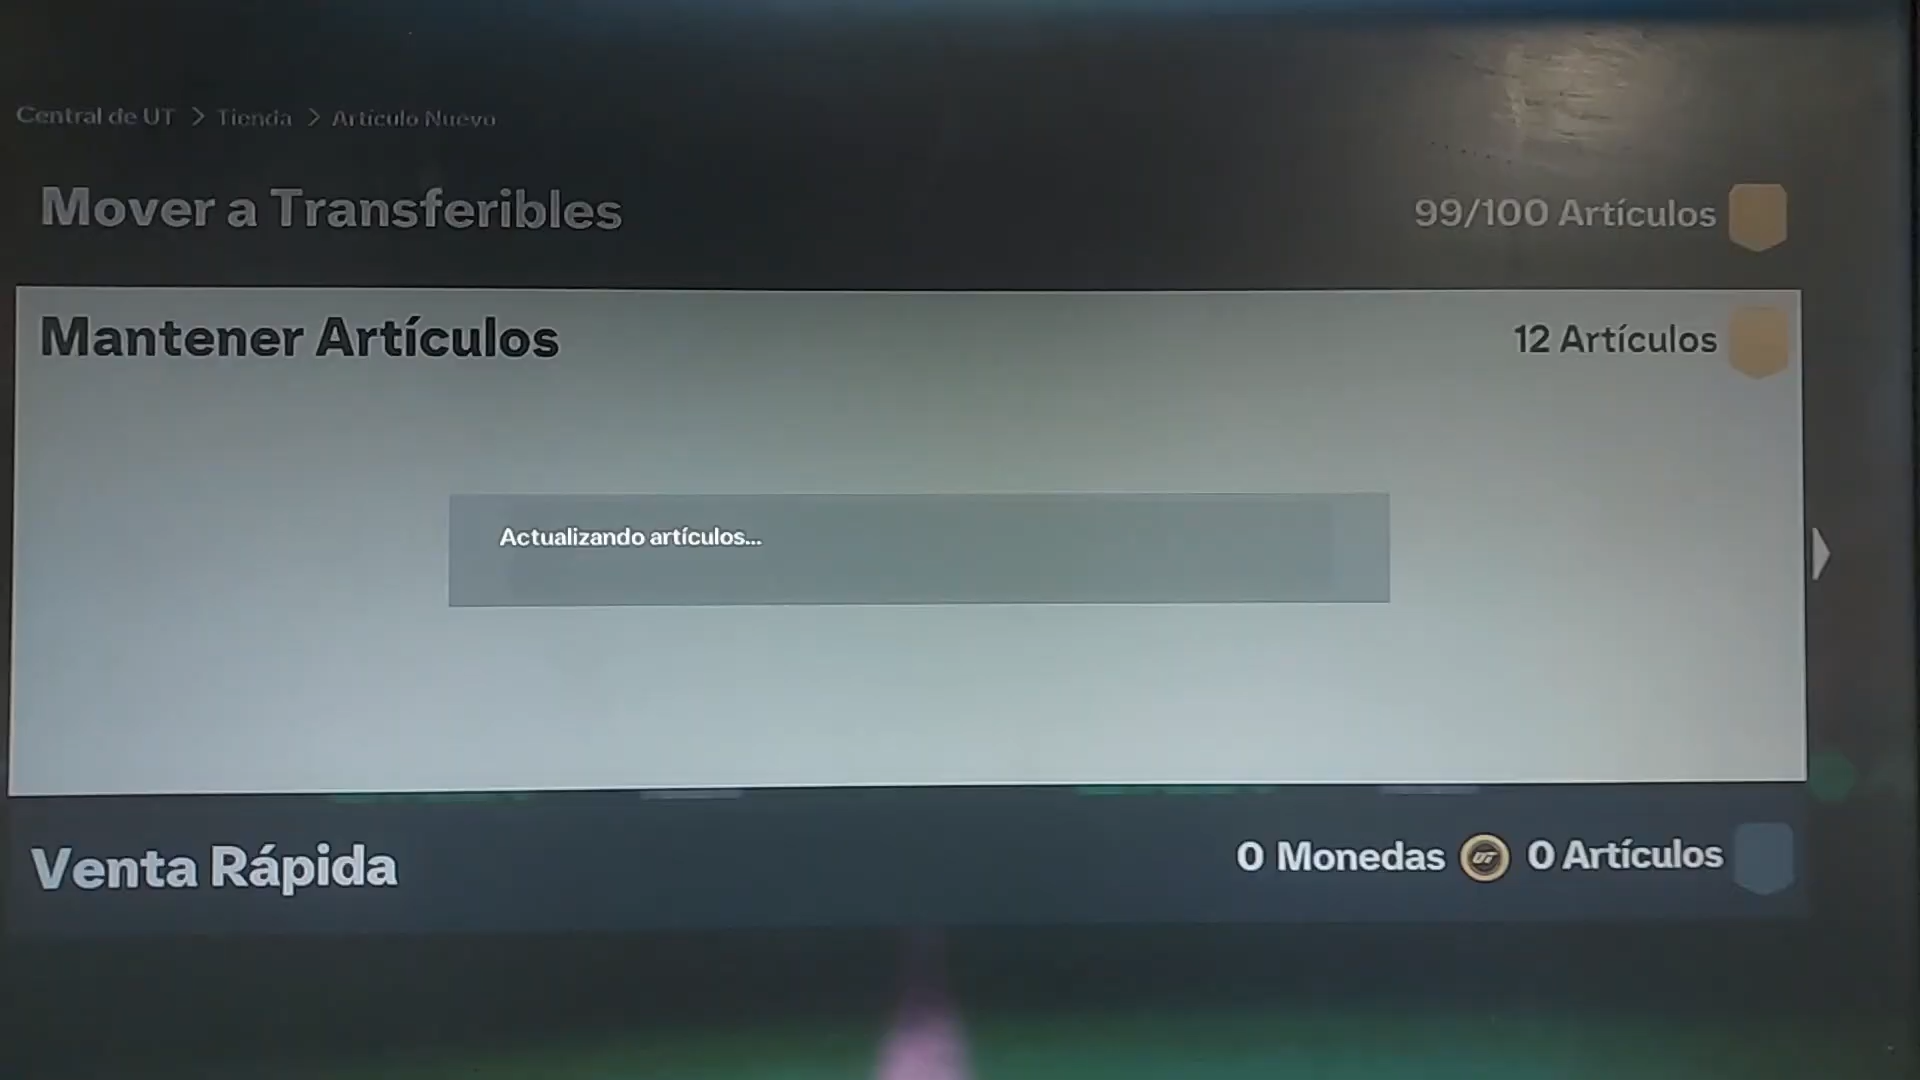 Central de UT > Tienda > Artículo Nuevo
Mover a Transferibles 99/100 Artículos
Mantener Artículos 12 Artículos
Actualizando artículos...
Venta Rápida 0 Monedas UT 0 Artículos